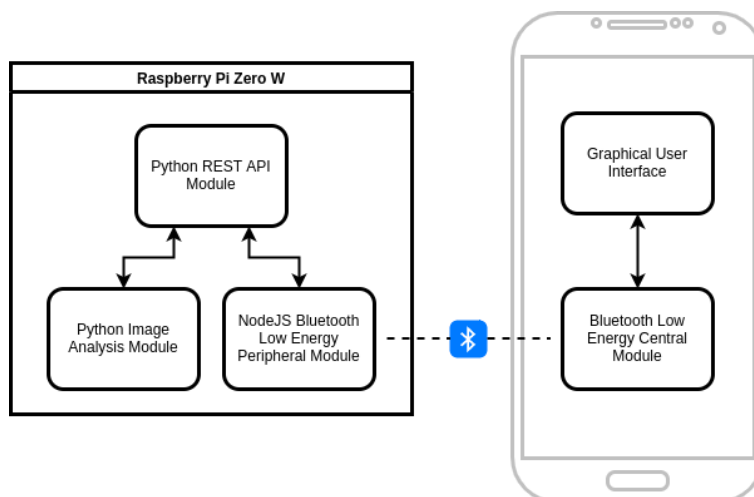 Raspberry Pi Zero W
Python REST API
Module
Python Image
Analysis Module
NodeJS Bluetooth
Low Energy
Peripheral Module
Graphical User
Interface
Bluetooth Low
Energy Central
Module